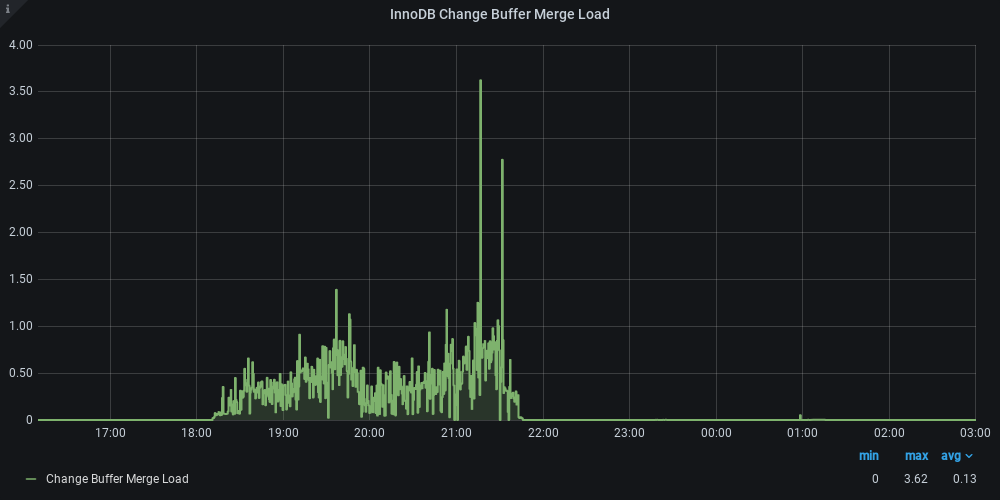 i
InnoDB Change Buffer Merge Load
4.00
3.50
3.00
2.50
2.00
1.50
1.00
0.50
0
17:00 18:00 19:00 20:00 21:00 22:00 23:00 00:00 01:00 02:00 03:00
min max avg
Change Buffer Merge Load 0 3.62 0.13